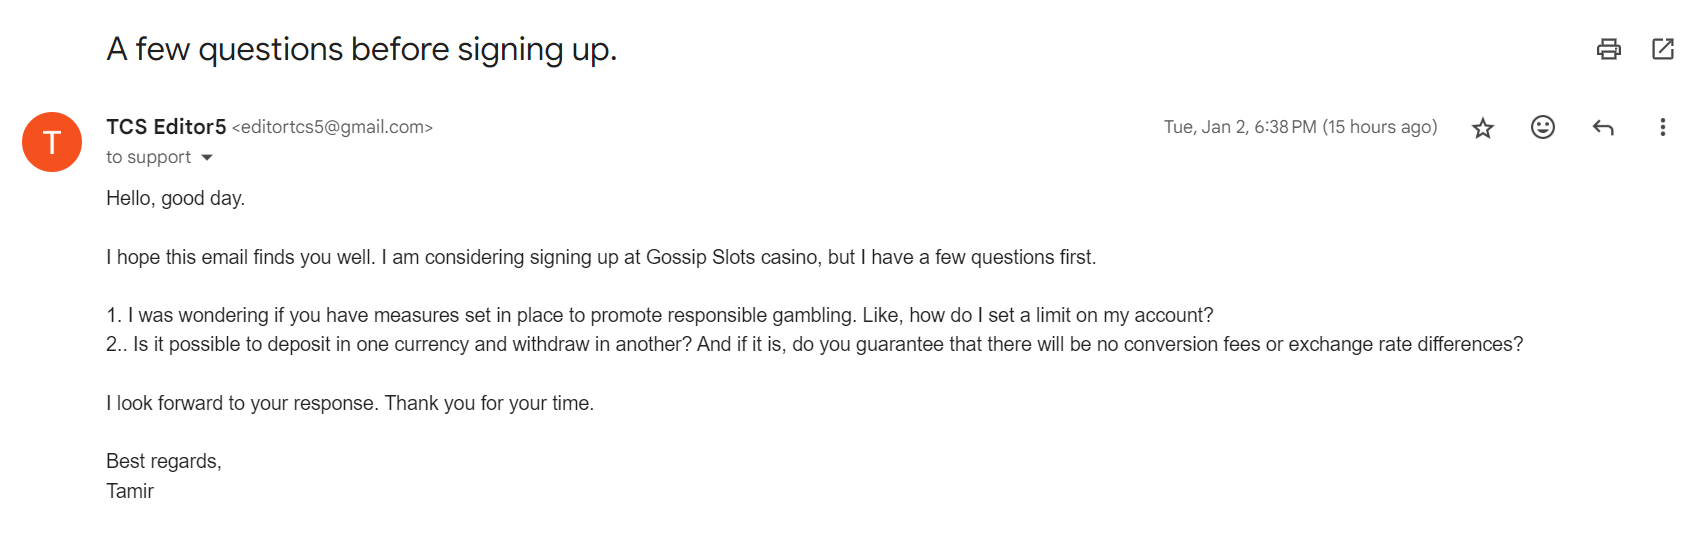 A few questions before signing up.
T
TCS Editor5 <editortcs5@gmail.com>
Tue, Jan 2, 6:38 PM (15 hours ago)
to support
Hello, good day.
I hope this email finds you well. I am considering signing up at Gossip Slots casino, but I have a few questions first.
1. I was wondering if you have measures set in place to promote responsible gambling. Like, how do I set a limit on my account?
2.. Is it possible to deposit in one currency and withdraw in another? And if it is, do you guarantee that there will be no conversion fees or exchange rate differences?
I look forward to your response. Thank you for your time.
Best regards,
Tamir